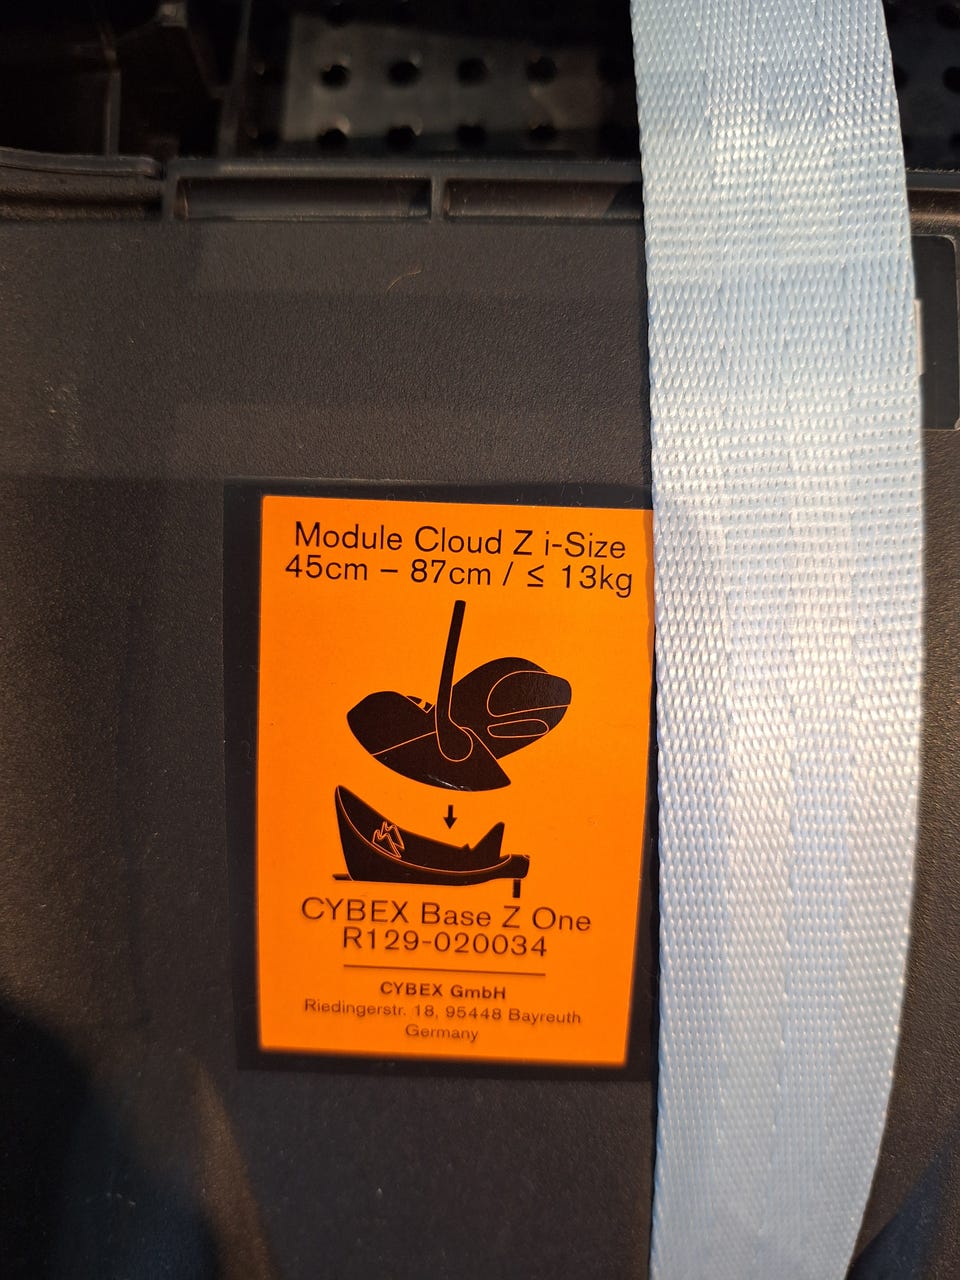 Module Cloud Z i-Size
45cm – 87cm / ≤ 13kg
CYBEX Base Z One
R129-020034
CYBEX GmbH
Riedingerstr. 18, 95448 Bayreuth
Germany